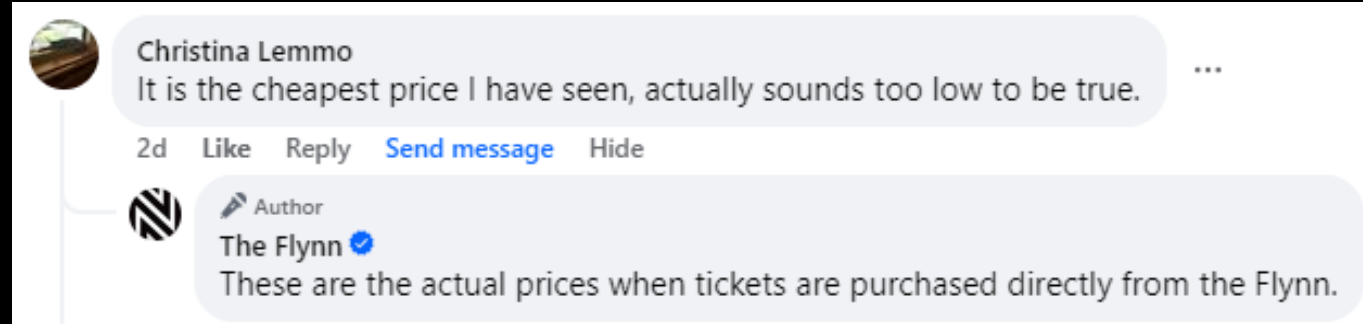 Christina Lemmo
It is the cheapest price I have seen, actually sounds too low to be true.
...
2d Like Reply Send message Hide
Author
The Flynn
These are the actual prices when tickets are purchased directly from the Flynn.